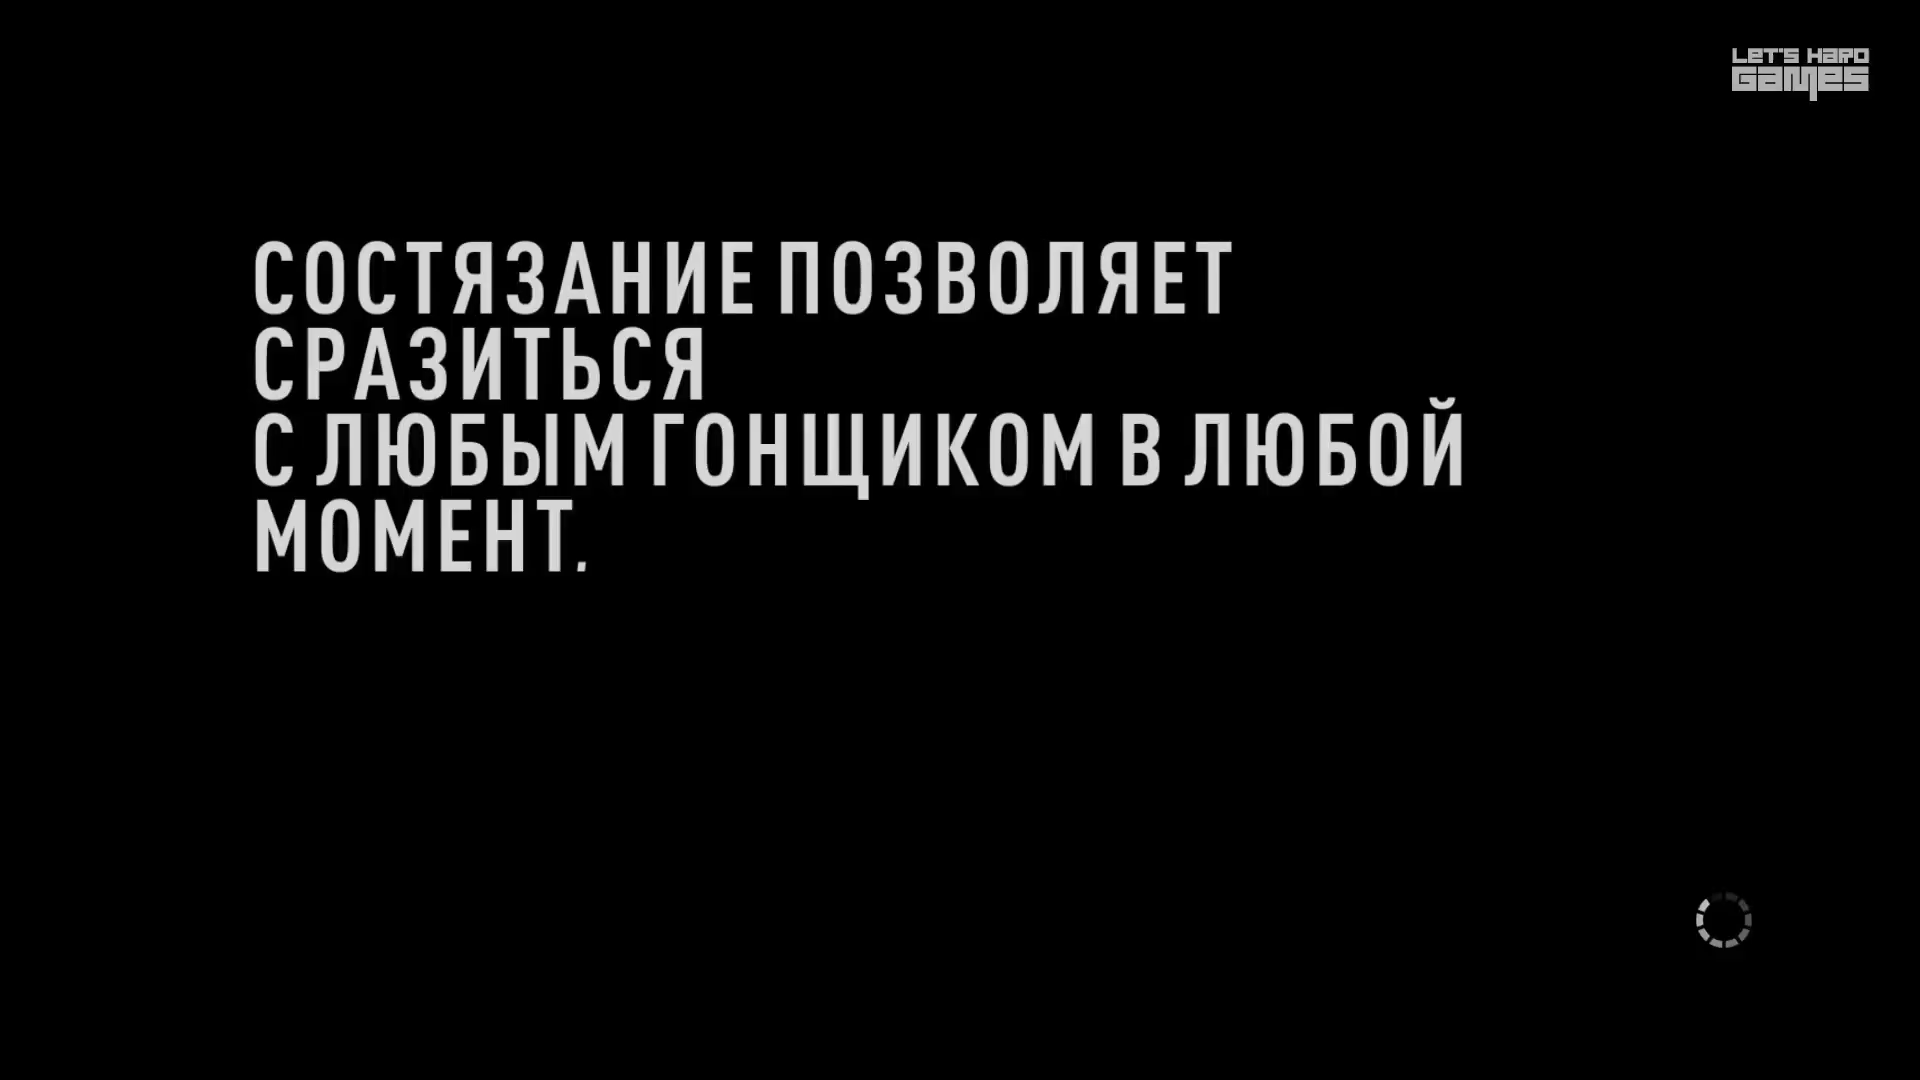 LET'S HARD
GAMES
СОСТЯЗАНИЕ ПОЗВОЛЯЕТ
СРАЗИТЬСЯ
С ЛЮБЫМ ГОНЩИКОМ В ЛЮБОЙ
МОМЕНТ.